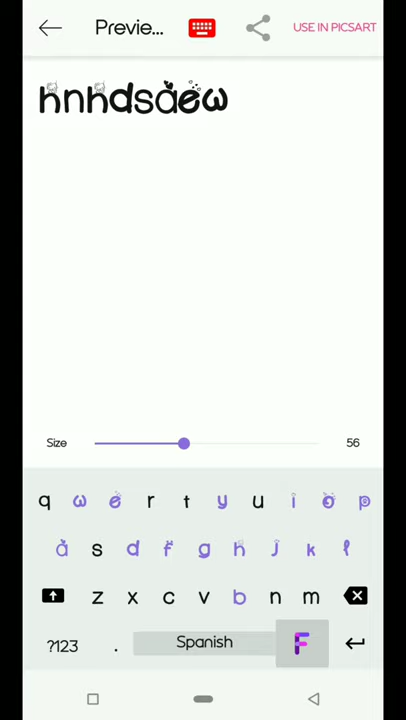 Previe... USE IN PICSART
hnhdsaew
Size 56
q w e r t y u i o p
a s d f g h j k l
z x c v b n m
?123 . Spanish F